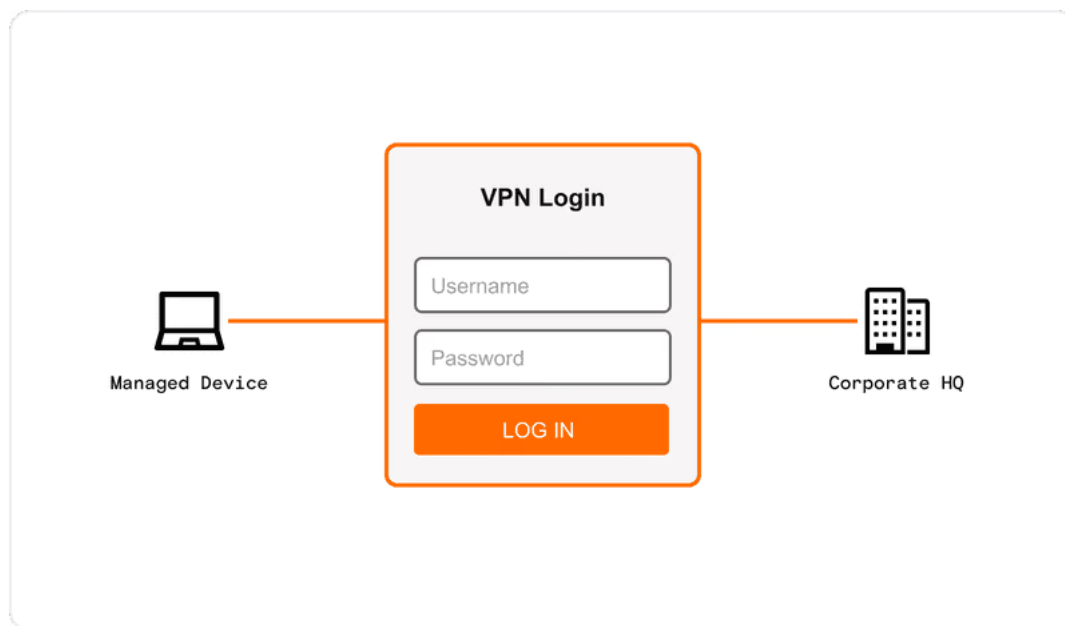 VPN Login
Username
Password
LOG IN
Managed Device
Corporate HQ